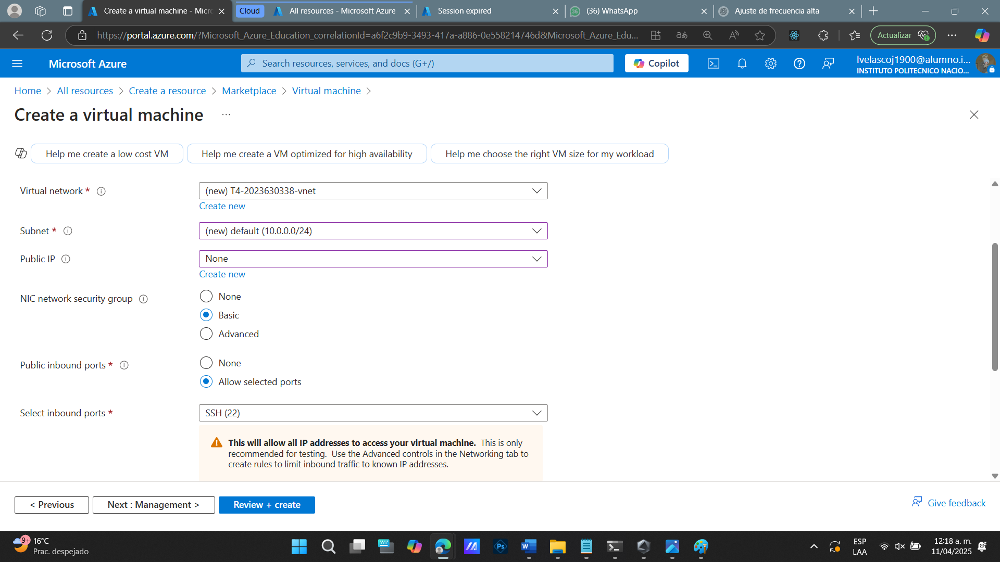 Create a virtual machine - Micr
Cloud
All resources - Microsoft Azure
Session expired
(36) WhatsApp
Ajuste de frecuencia alta
https://portal.azure.com/?Microsoft_Azure_Education_correlationId=a6f2c9b9-3493-417a-a886-0e558214746d&Microsoft_Azure_Edu...
Actualizar
Microsoft Azure
Search resources, services, and docs (G+/)
Copilot
lvelascoj1900@alumno.i...
INSTITUTO POLITECNICO NACIO...
Home > All resources > Create a resource > Marketplace > Virtual machine >
Create a virtual machine ...
Help me create a low cost VM
Help me create a VM optimized for high availability
Help me choose the right VM size for my workload
Virtual network *
(new) T4-2023630338-vnet
Create new
Subnet *
(new) default (10.0.0.0/24)
Public IP
None
Create new
NIC network security group
None
Basic
Advanced
Public inbound ports *
None
Allow selected ports
Select inbound ports *
SSH (22)
This will allow all IP addresses to access your virtual machine. This is only
recommended for testing. Use the Advanced controls in the Networking tab to
create rules to limit inbound traffic to known IP addresses.
< Previous
Next : Management >
Review + create
Give feedback
9+
16°C
Prac. despejado
ESP
LAA
12:18 a. m.
11/04/2025